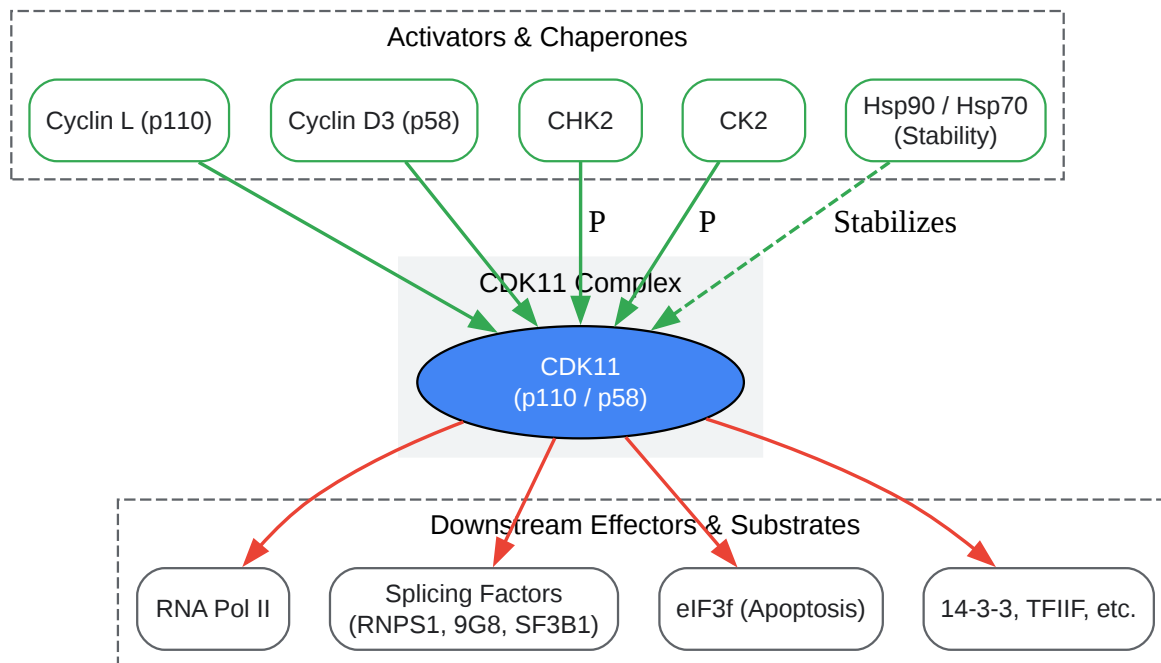 Activators & Chaperones
Cyclin L (p110)
Cyclin D3 (p58)
CHK2
CK2
Hsp90 / Hsp70
(Stability)
P
P
Stabilizes
CDK11 Complex
CDK11
(p110 / p58)
Downstream Effectors & Substrates
RNA Pol II
Splicing Factors
(RNPS1, 9G8, SF3B1)
eIF3f (Apoptosis)
14-3-3, TFIIF, etc.